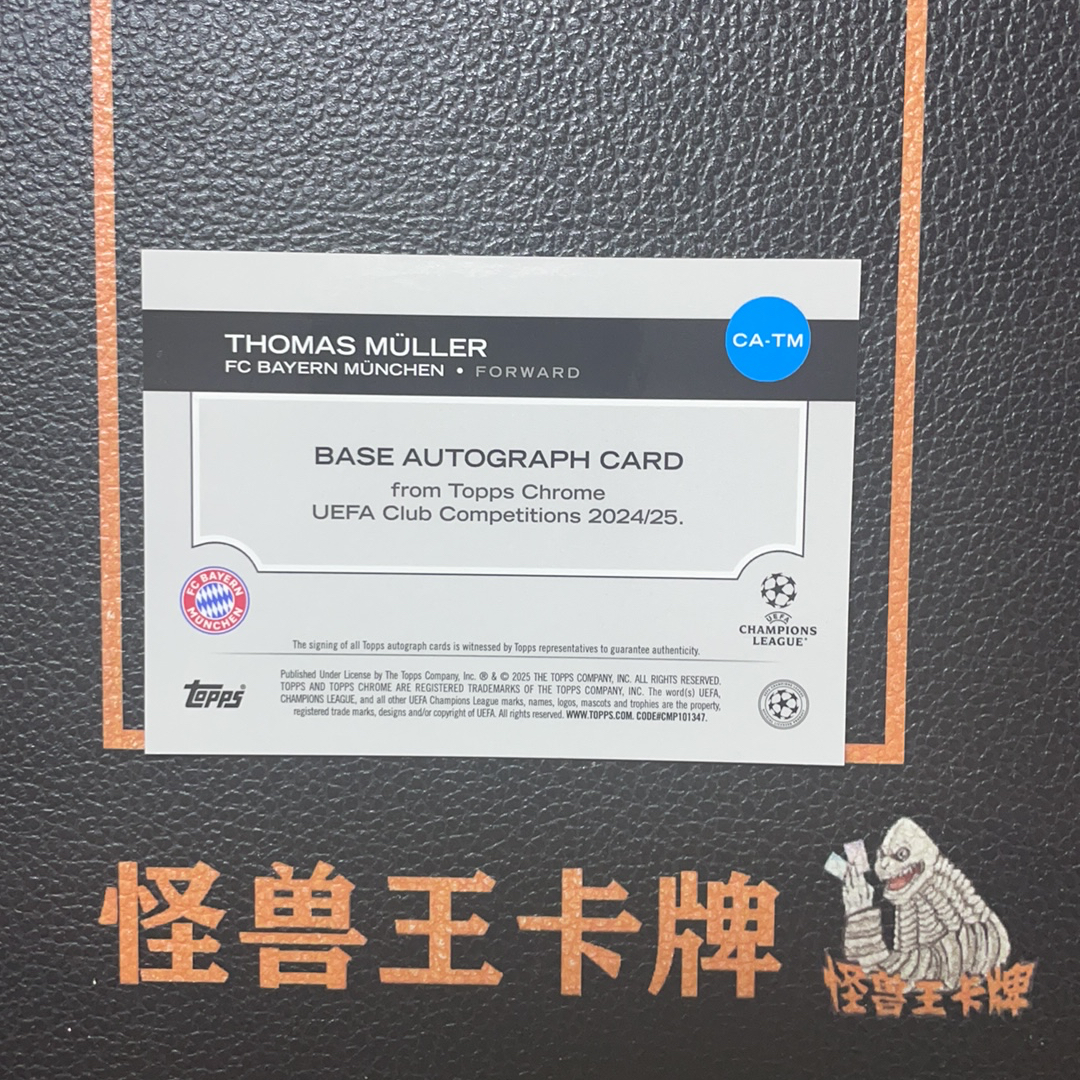 THOMAS MÜLLER
FC BAYERN MÜNCHEN • FORWARD
CA-TM
BASE AUTOGRAPH CARD
from Topps Chrome
UEFA Club Competitions 2024/25.
FC BAYERN
MÜNCHEN
UEFA
CHAMPIONS
LEAGUE®
The signing of all Topps autograph cards is witnessed by Topps representatives to guarantee authenticity.
topps®
Published Under License by The Topps Company, Inc. ® & © 2025 THE TOPPS COMPANY, INC. ALL RIGHTS RESERVED.
TOPPS AND TOPPS CHROME ARE REGISTERED TRADEMARKS OF THE TOPPS COMPANY, INC. The word(s) UEFA,
CHAMPIONS LEAGUE, and all other UEFA Champions League marks, names, logos, mascots and trophies are the property,
registered trade marks, designs and/or copyright of UEFA. All rights reserved. WWW.TOPPS.COM. CODE#CMP101347.
怪兽王卡牌
怪兽王卡牌